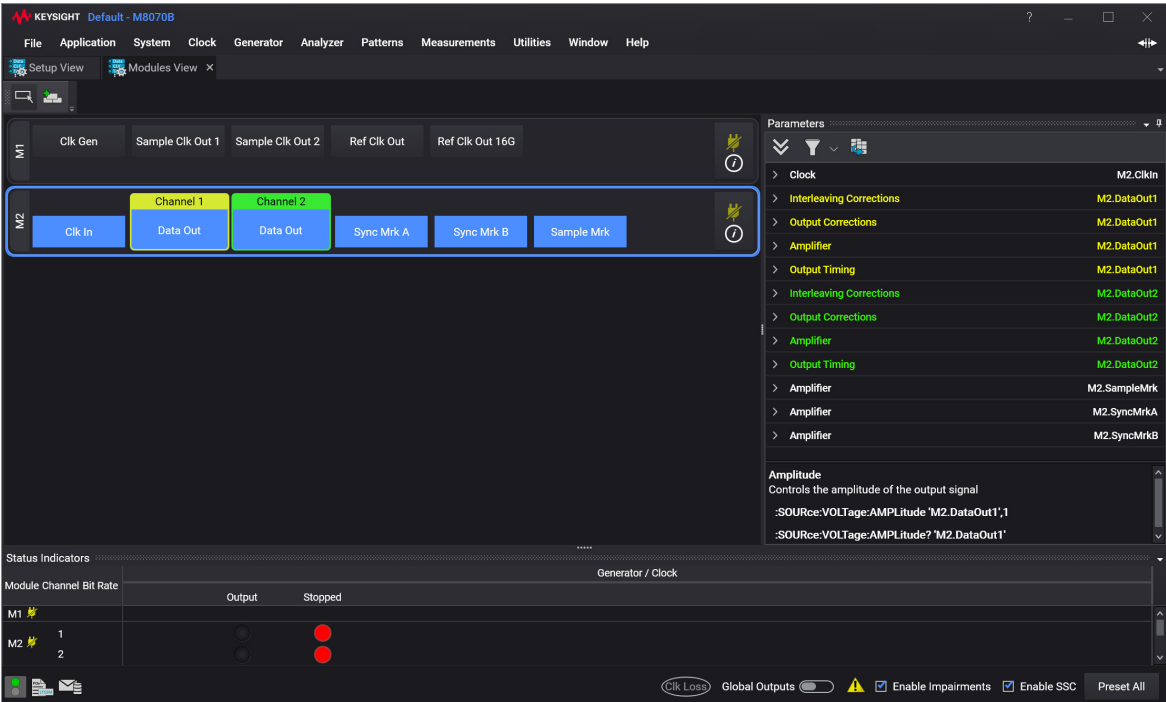 KEYSIGHT Default - M8070B ?
File Application System Clock Generator Analyzer Patterns Measurements Utilities Window Help
Setup View Modules View
M1
Clk Gen Sample Clk Out 1 Sample Clk Out 2 Ref Clk Out Ref Clk Out 16G
i
M2
Channel 1 Channel 2
Clk In Data Out Data Out Sync Mrk A Sync Mrk B Sample Mrk
i
Parameters
Clock M2.ClkIn
Interleaving Corrections M2.DataOut1
Output Corrections M2.DataOut1
Amplifier M2.DataOut1
Output Timing M2.DataOut1
Interleaving Corrections M2.DataOut2
Output Corrections M2.DataOut2
Amplifier M2.DataOut2
Output Timing M2.DataOut2
Amplifier M2.SampleMrk
Amplifier M2.SyncMrkA
Amplifier M2.SyncMrkB
Amplitude
Controls the amplitude of the output signal
:SOURce:VOLTage:AMPLitude 'M2.DataOut1',1
:SOURce:VOLTage:AMPLitude? 'M2.DataOut1'
Status Indicators
Generator / Clock
Module Channel Bit Rate
Output Stopped
M1
M2
1
2
Clk Loss Global Outputs Enable Impairments Enable SSC Preset All